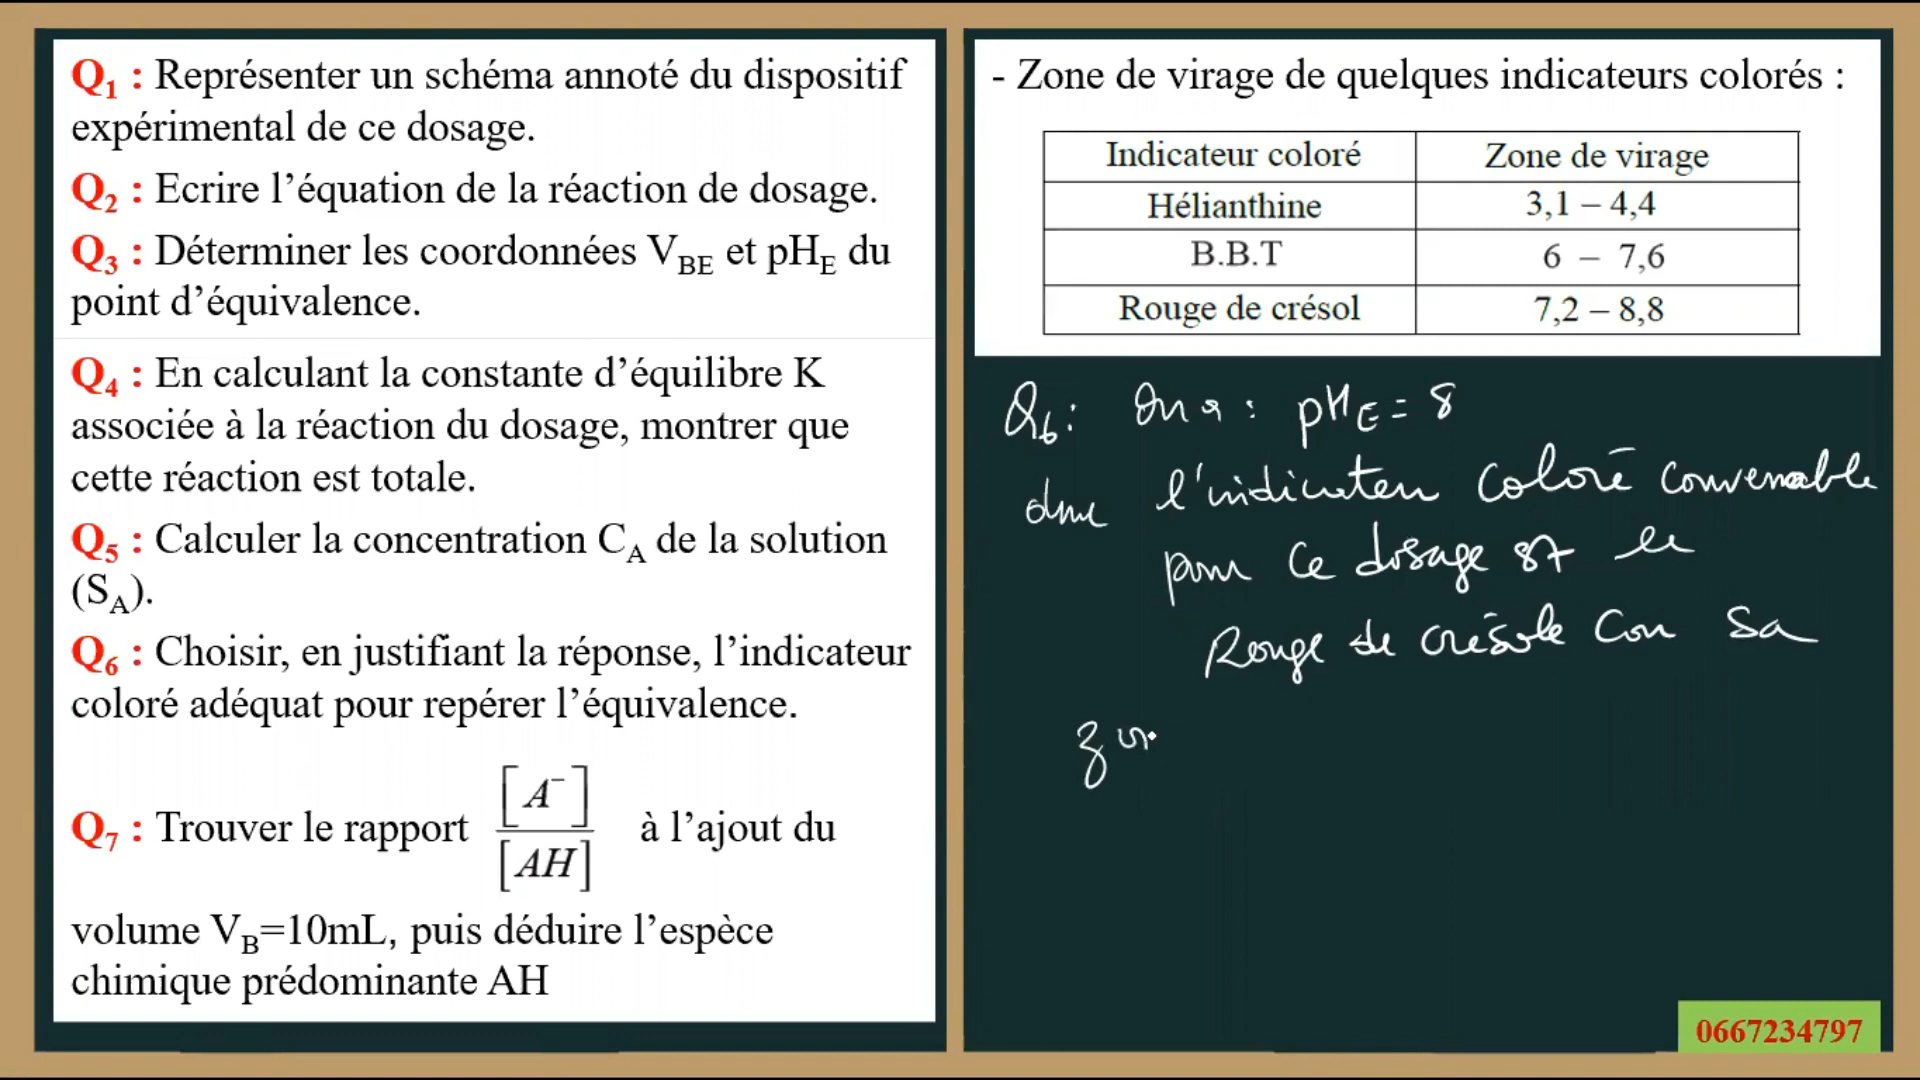 Q1 : Représenter un schéma annoté du dispositif
expérimental de ce dosage.
Q2 : Ecrire l’équation de la réaction de dosage.
Q3 : Déterminer les coordonnées VBE et pHE du
point d’équivalence.
Q4 : En calculant la constante d’équilibre K
associée à la réaction du dosage, montrer que
cette réaction est totale.
Q5 : Calculer la concentration CA de la solution
(SA).
Q6 : Choisir, en justifiant la réponse, l’indicateur
coloré adéquat pour repérer l’équivalence.
Q7 : Trouver le rapport [A⁻]/[AH] à l’ajout du
volume VB=10mL, puis déduire l’espèce
chimique prédominante AH
- Zone de virage de quelques indicateurs colorés :
Indicateur coloré Zone de virage
Hélianthine 3,1 – 4,4
B.B.T 6 – 7,6
Rouge de crésol 7,2 – 8,8
Q6: On a : pHE = 8
donc l'indicateur coloré convenable
pour ce dosage est le
Rouge de crésole car sa
0667234797